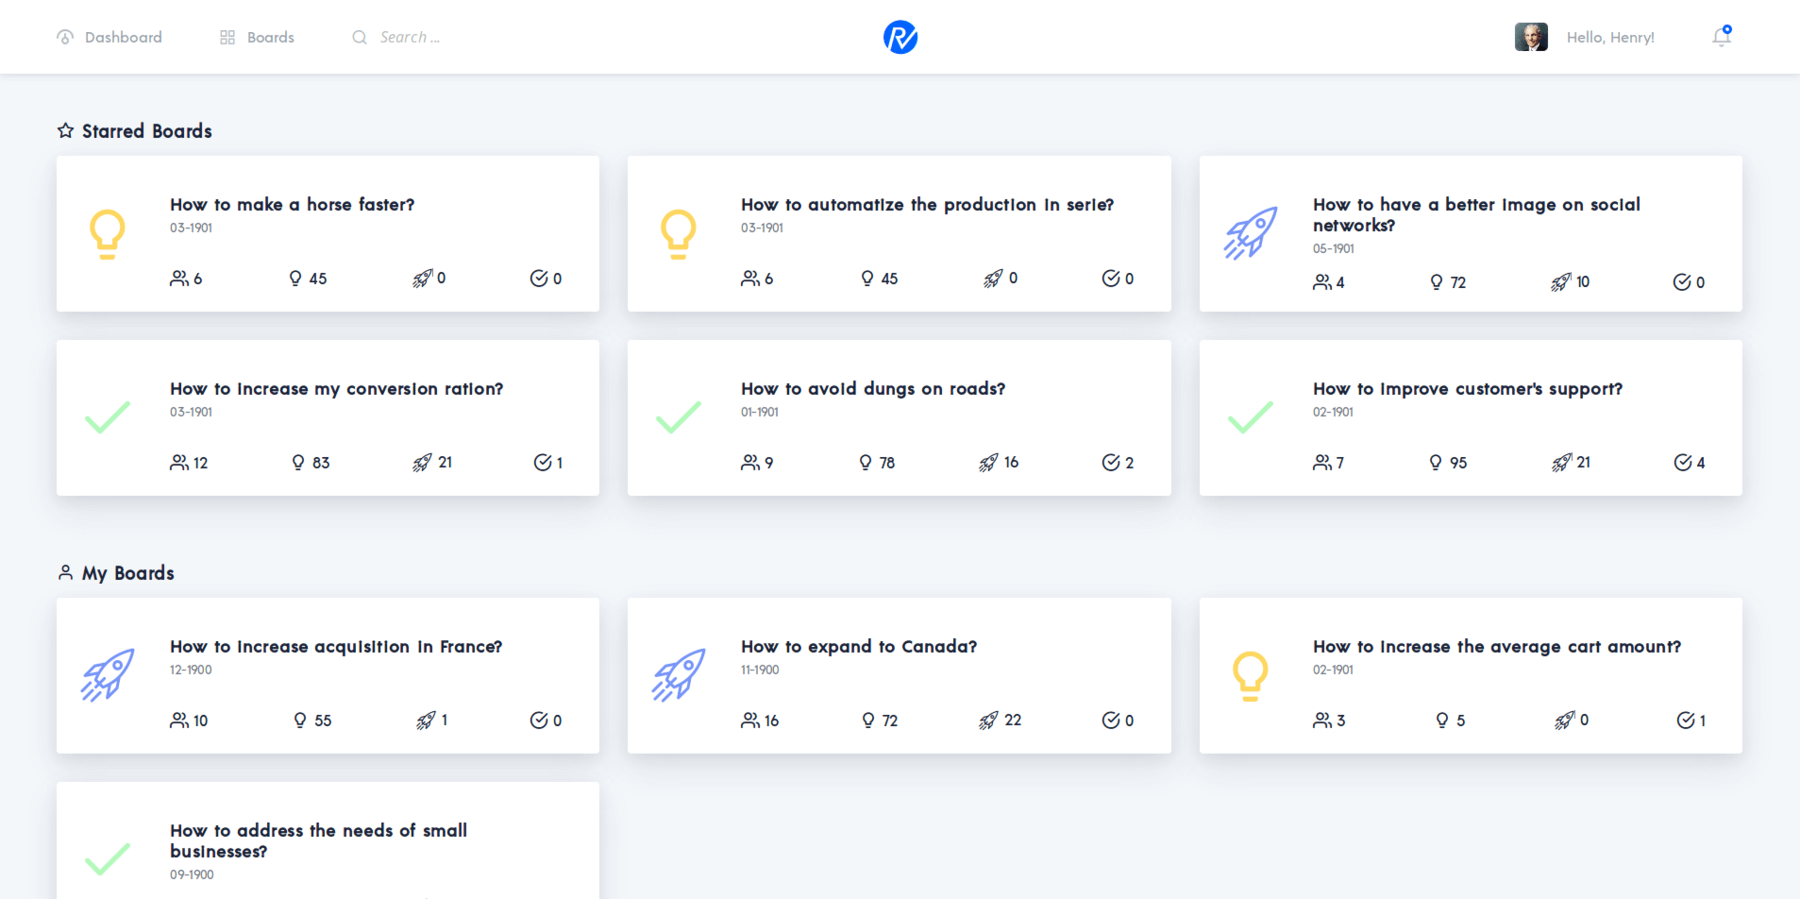 Dashboard Boards Search ... RV Hello, Henry!
Starred Boards
How to make a horse faster?
03-1901
6 45 0 0
How to automatize the production in serie?
03-1901
6 45 0 0
How to have a better image on social
networks?
05-1901
4 72 10 0
How to increase my conversion ration?
03-1901
12 83 21 1
How to avoid dungs on roads?
01-1901
9 78 16 2
How to improve customer's support?
02-1901
7 95 21 4
My Boards
How to increase acquisition in France?
12-1900
10 55 1 0
How to expand to Canada?
11-1900
16 72 22 0
How to increase the average cart amount?
02-1901
3 5 0 1
How to address the needs of small
businesses?
09-1900